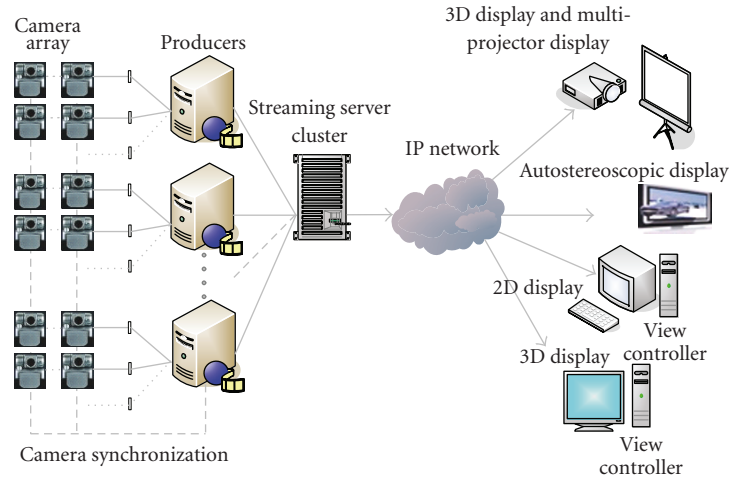 Camera
array
Producers
Streaming server
cluster
3D display and multi-
projector display
IP network
Autostereoscopic display
2D display
View
controller
3D display
View
controller
Camera synchronization